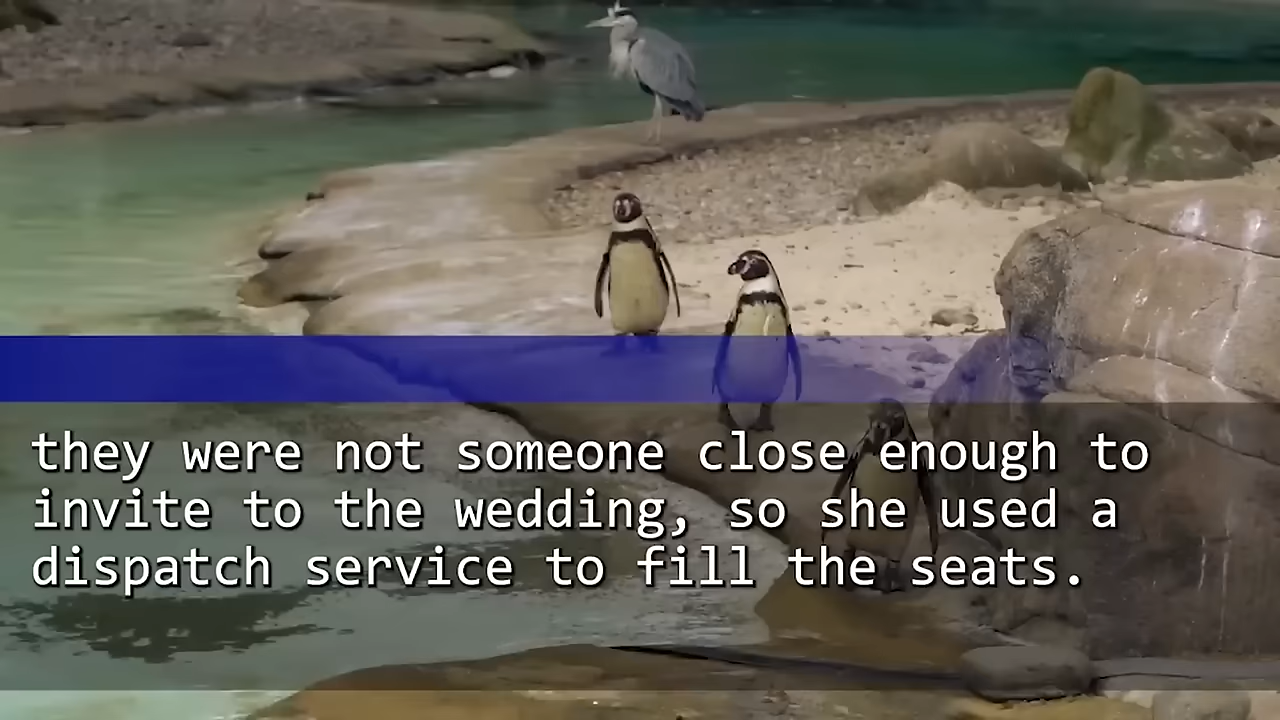 they were not someone close enough to
invite to the wedding, so she used a
dispatch service to fill the seats.